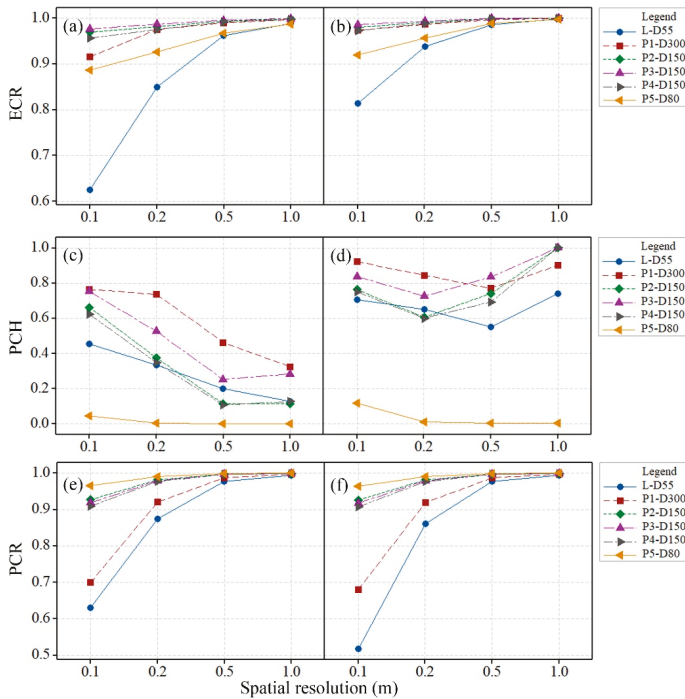 (a)
(b)
ECR
1.0
0.9
0.8
0.7
0.6
0.1 0.2 0.5 1.0 0.1 0.2 0.5 1.0
Legend
L-D55
P1-D300
P2-D150
P3-D150
P4-D150
P5-D80
(c)
(d)
PCH
1.0
0.8
0.6
0.4
0.2
0.0
0.1 0.2 0.5 1.0 0.1 0.2 0.5 1.0
Legend
L-D55
P1-D300
P2-D150
P3-D150
P4-D150
P5-D80
(e)
(f)
PCR
1.0
0.9
0.8
0.7
0.6
0.5
0.1 0.2 0.5 1.0 0.1 0.2 0.5 1.0
Legend
L-D55
P1-D300
P2-D150
P3-D150
P4-D150
P5-D80
Spatial resolution (m)